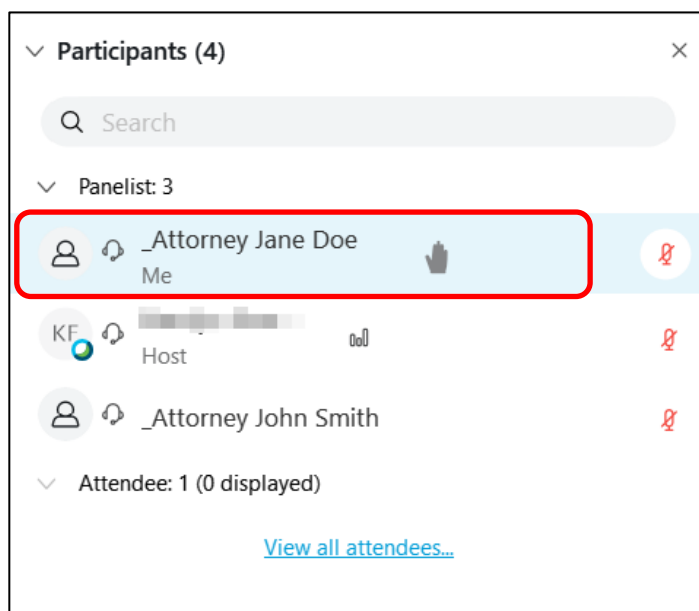 Participants (4)
Search
Panelist: 3
_Attorney Jane Doe
Me
KF
Host
_Attorney John Smith
Attendee: 1 (0 displayed)
View all attendees...